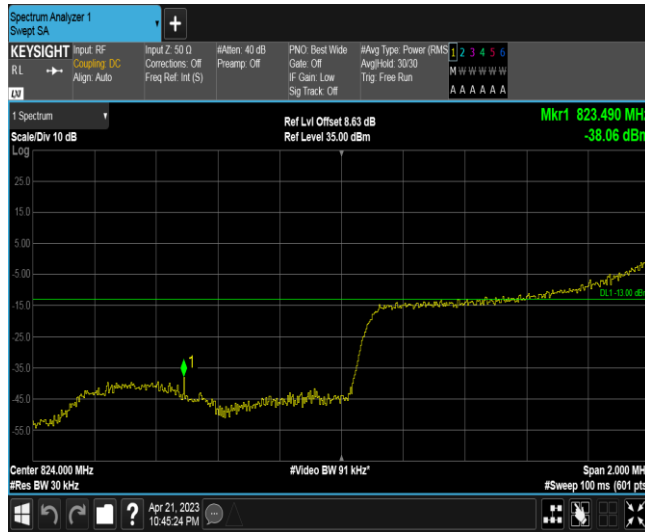 Spectrum Analyzer 1
Swept SA
KEYSIGHT
RL
LXI
Input: RF
Coupling: DC
Align: Auto
Input Z: 50 Ω
Corrections: Off
Freq Ref: Int (S)
#Atten: 40 dB
Preamp: Off
PNO: Best Wide
Gate: Off
IF Gain: Low
Sig Track: Off
#Avg Type: Power (RMS
Avg|Hold: 30/30
Trig: Free Run
1 2 3 4 5 6
M W W W W W
A A A A A A
1 Spectrum
Scale/Div 10 dB
Ref Lvl Offset 8.63 dB
Ref Level 35.00 dBm
Mkr1 823.490 MH
-38.06 dBn
Log
25.0
15.0
5.00
-5.00
DL1 -13.00 dB
-15.0
-25.0
-35.0
1
-45.0
-55.0
Center 824.000 MHz
#Video BW 91 kHz*
Span 2.000 MH
#Res BW 30 kHz
#Sweep 100 ms (601 pts
?
Apr 21, 2023
10:45:24 PM